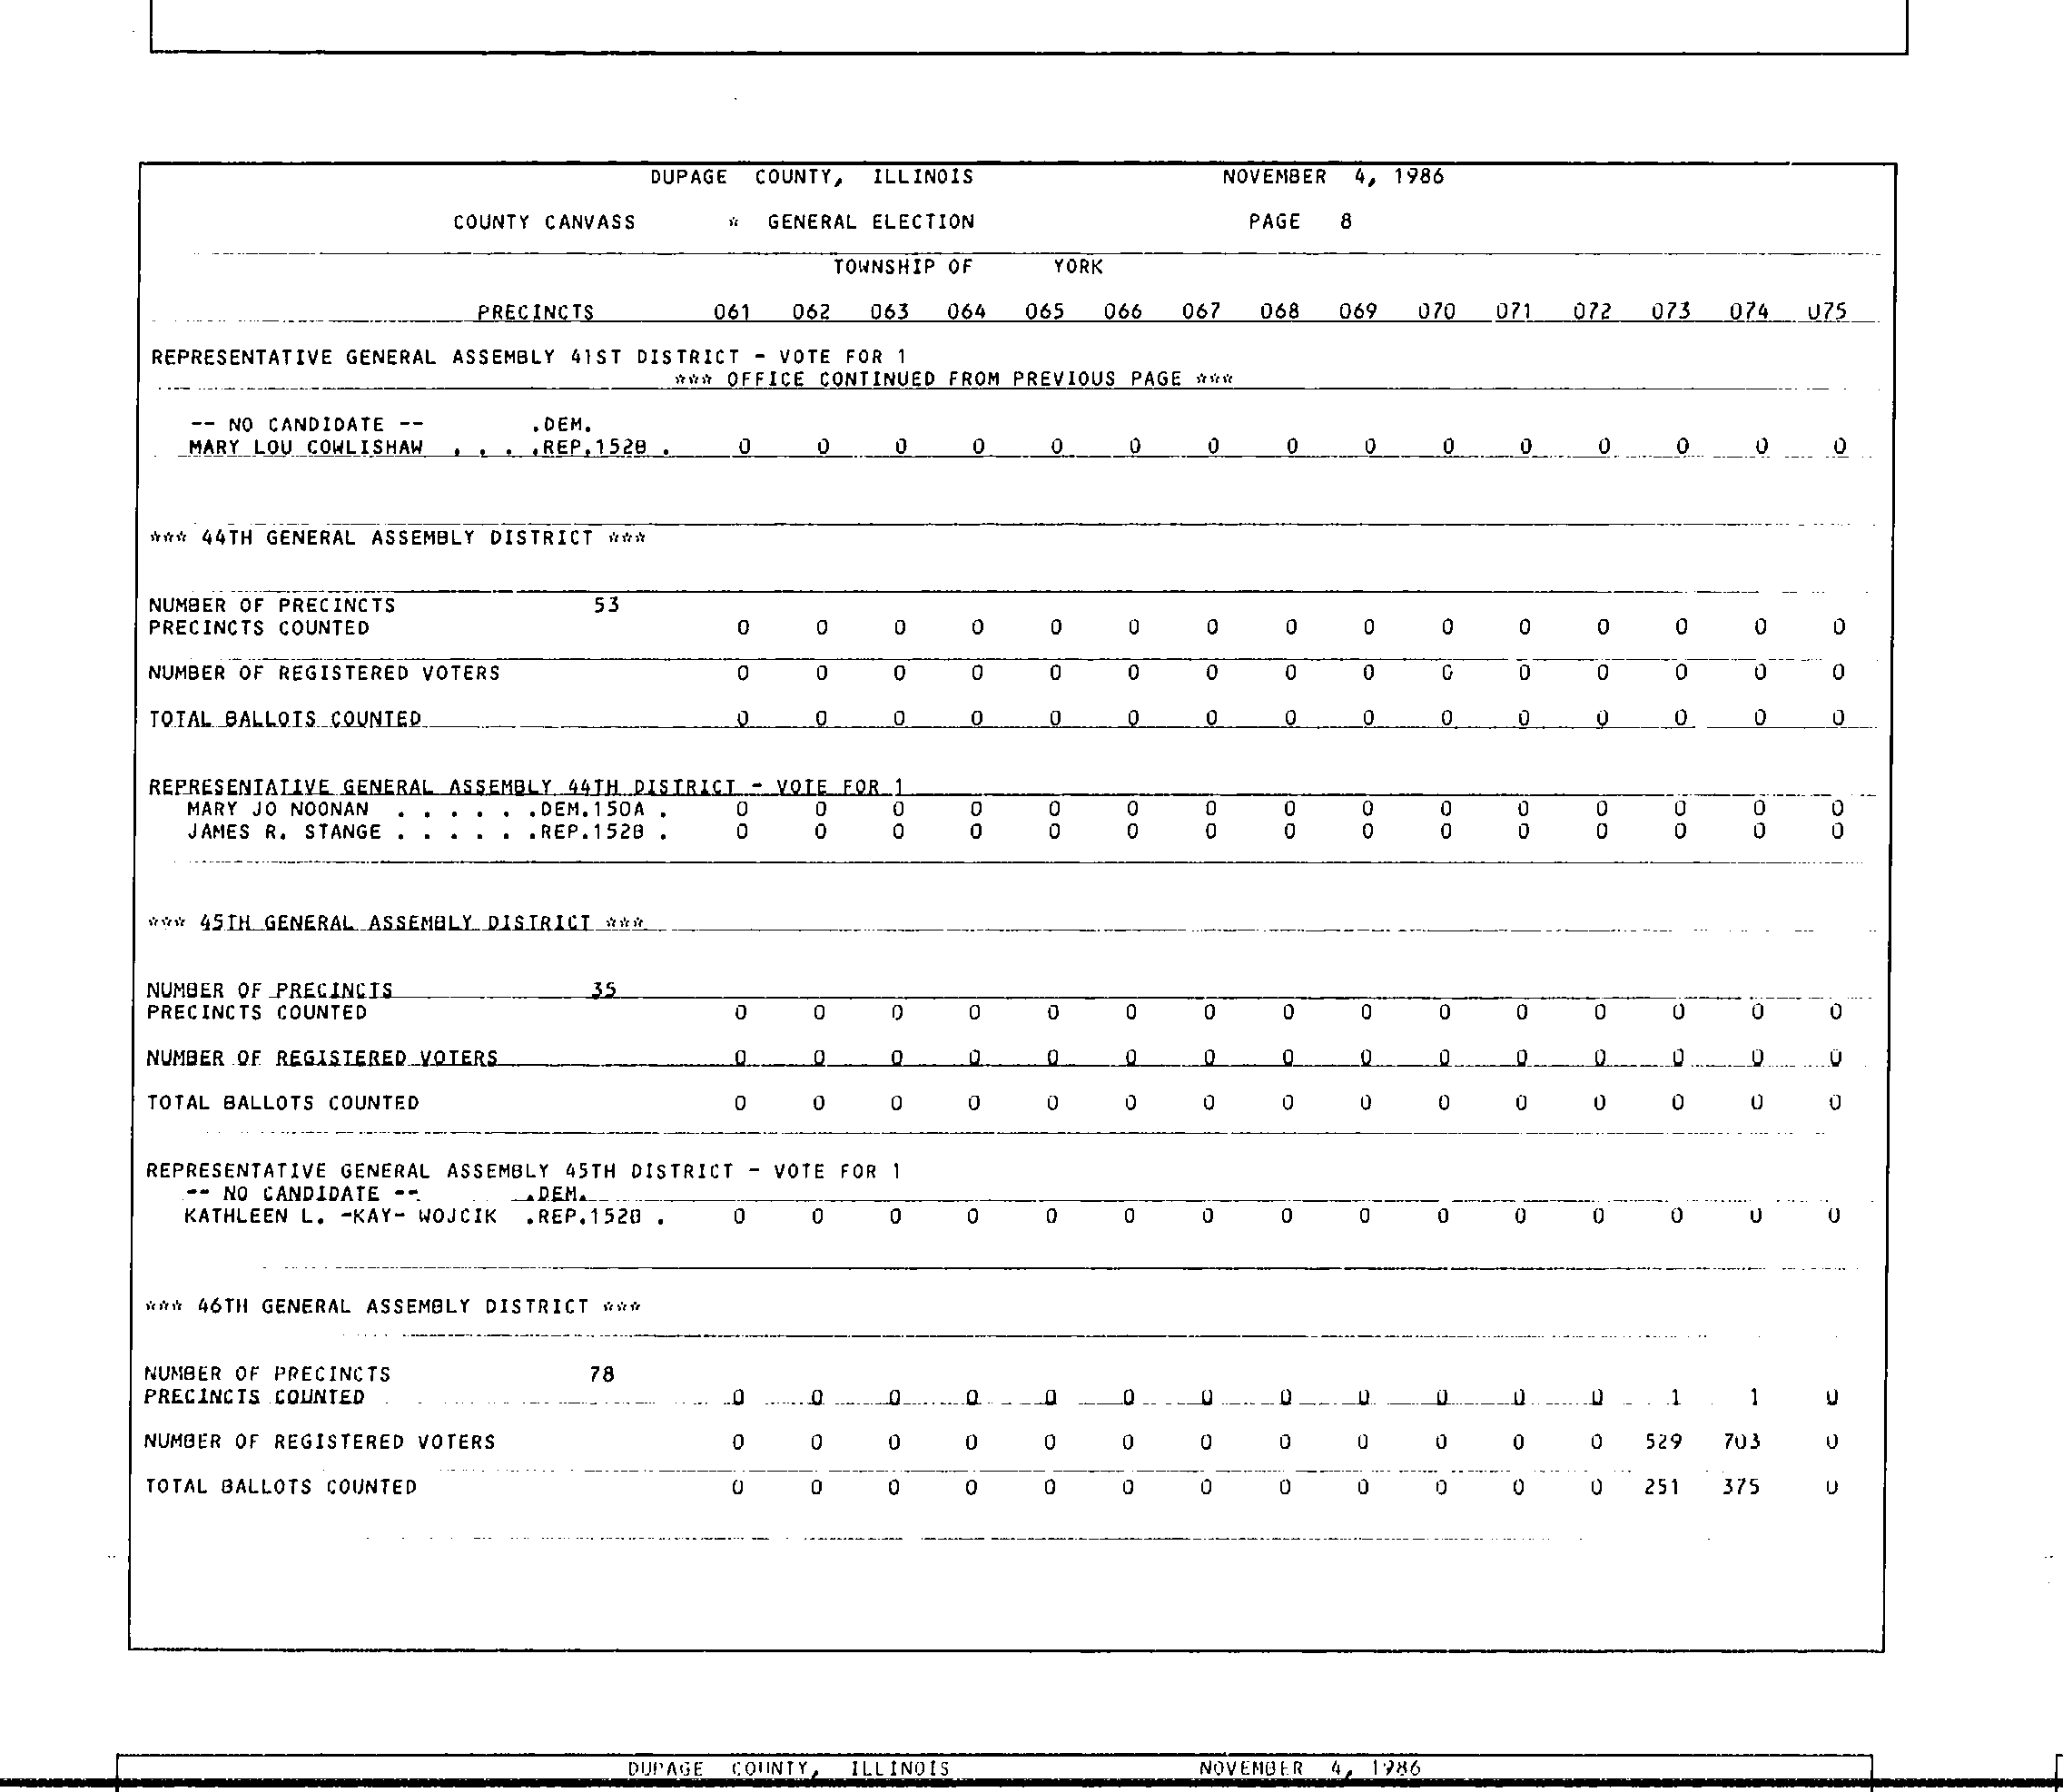 DUPAGE COUNTY, ILLINOIS NOVEMBER 4, 1986
COUNTY CANVASS * GENERAL ELECTION PAGE 8
TOWNSHIP OF YORK
PRECINCTS 061 062 063 064 065 066 067 068 069 070 071 072 073 074 075
REPRESENTATIVE GENERAL ASSEMBLY 41ST DISTRICT - VOTE FOR 1
*** OFFICE CONTINUED FROM PREVIOUS PAGE ***
-- NO CANDIDATE -- .DEM.
MARY LOU COWLISHAW . . . .REP.152B . 0 0 0 0 0 0 0 0 0 0 0 0 0 0 0
*** 44TH GENERAL ASSEMBLY DISTRICT ***
NUMBER OF PRECINCTS 53
PRECINCTS COUNTED 0 0 0 0 0 0 0 0 0 0 0 0 0 0 0
NUMBER OF REGISTERED VOTERS 0 0 0 0 0 0 0 0 0 0 0 0 0 0 0
TOTAL BALLOTS COUNTED 0 0 0 0 0 0 0 0 0 0 0 0 0 0 0
REPRESENTATIVE GENERAL ASSEMBLY 44TH DISTRICT - VOTE FOR 1
MARY JO NOONAN . . . . . .DEM.150A . 0 0 0 0 0 0 0 0 0 0 0 0 0 0 0
JAMES R. STANGE . . . . . .REP.152B . 0 0 0 0 0 0 0 0 0 0 0 0 0 0 0
*** 45TH GENERAL ASSEMBLY DISTRICT ***
NUMBER OF PRECINCTS 35
PRECINCTS COUNTED 0 0 0 0 0 0 0 0 0 0 0 0 0 0 0
NUMBER OF REGISTERED VOTERS 0 0 0 0 0 0 0 0 0 0 0 0 0 0 0
TOTAL BALLOTS COUNTED 0 0 0 0 0 0 0 0 0 0 0 0 0 0 0
REPRESENTATIVE GENERAL ASSEMBLY 45TH DISTRICT - VOTE FOR 1
-- NO CANDIDATE -- .DEM.
KATHLEEN L. -KAY- WOJCIK .REP.152B . 0 0 0 0 0 0 0 0 0 0 0 0 0 0 0
*** 46TH GENERAL ASSEMBLY DISTRICT ***
NUMBER OF PRECINCTS 78
PRECINCTS COUNTED 0 0 0 0 0 0 0 0 0 0 0 0 1 1 0
NUMBER OF REGISTERED VOTERS 0 0 0 0 0 0 0 0 0 0 0 0 529 703 0
TOTAL BALLOTS COUNTED 0 0 0 0 0 0 0 0 0 0 0 0 251 375 0
DUPAGE COUNTY, ILLINOIS NOVEMBER 4, 1986